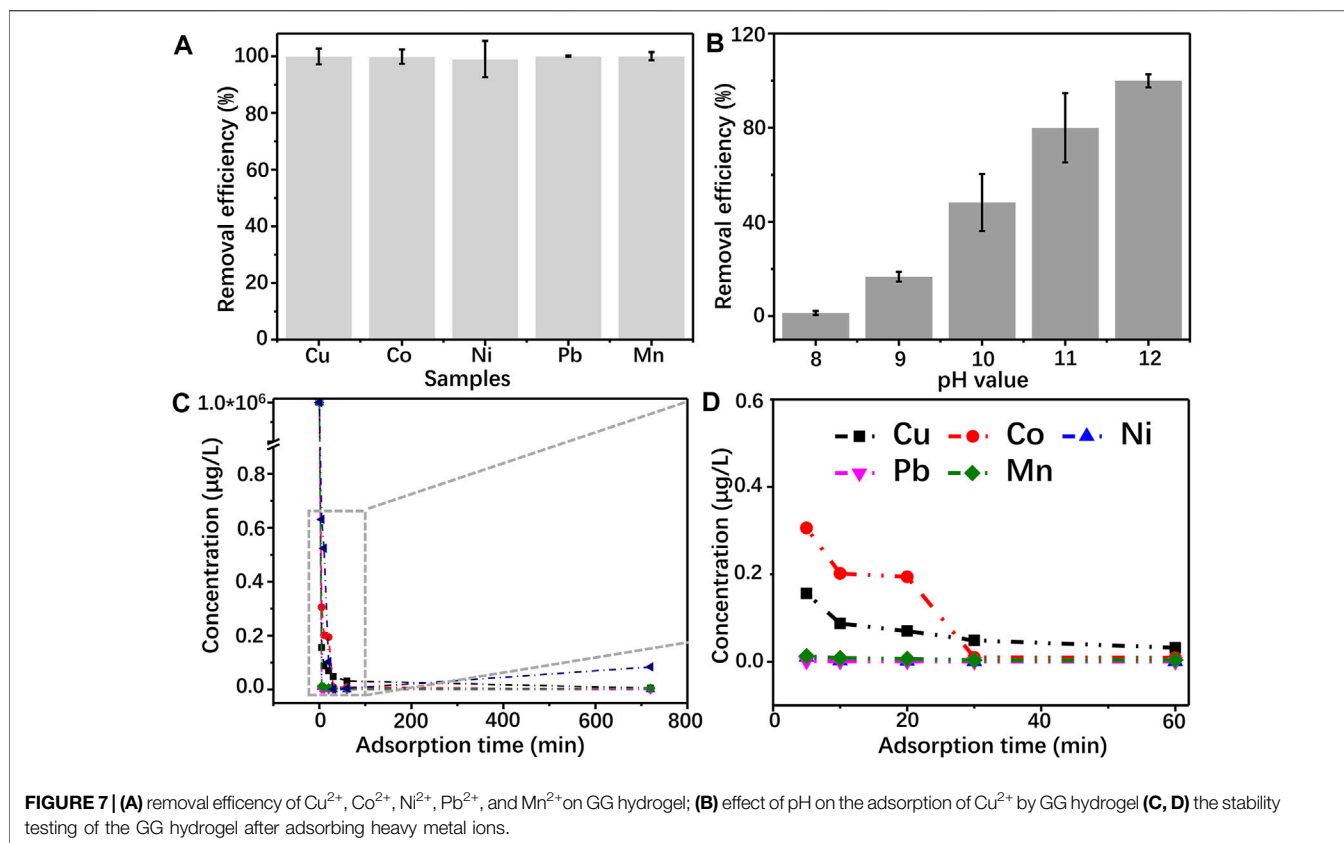 A
Removal efficiency (%)
100
80
60
40
20
0
Cu Co Ni Pb Mn
Samples
B
Removal efficiency (%)
120
80
40
0
8 9 10 11 12
pH value
C
Concentration (µg/L)
1.0*10⁶
0.8
0.6
0.4
0.2
0.0
0 200 400 600 800
Adsorption time (min)
D
Concentration (µg/L)
0.6
0.4
0.2
0.0
Cu Co Ni
Pb Mn
0 20 40 60
Adsorption time (min)
FIGURE 7 | (A) removal efficency of Cu²⁺, Co²⁺, Ni²⁺, Pb²⁺, and Mn²⁺on GG hydrogel; (B) effect of pH on the adsorption of Cu²⁺ by GG hydrogel (C, D) the stability
testing of the GG hydrogel after adsorbing heavy metal ions.